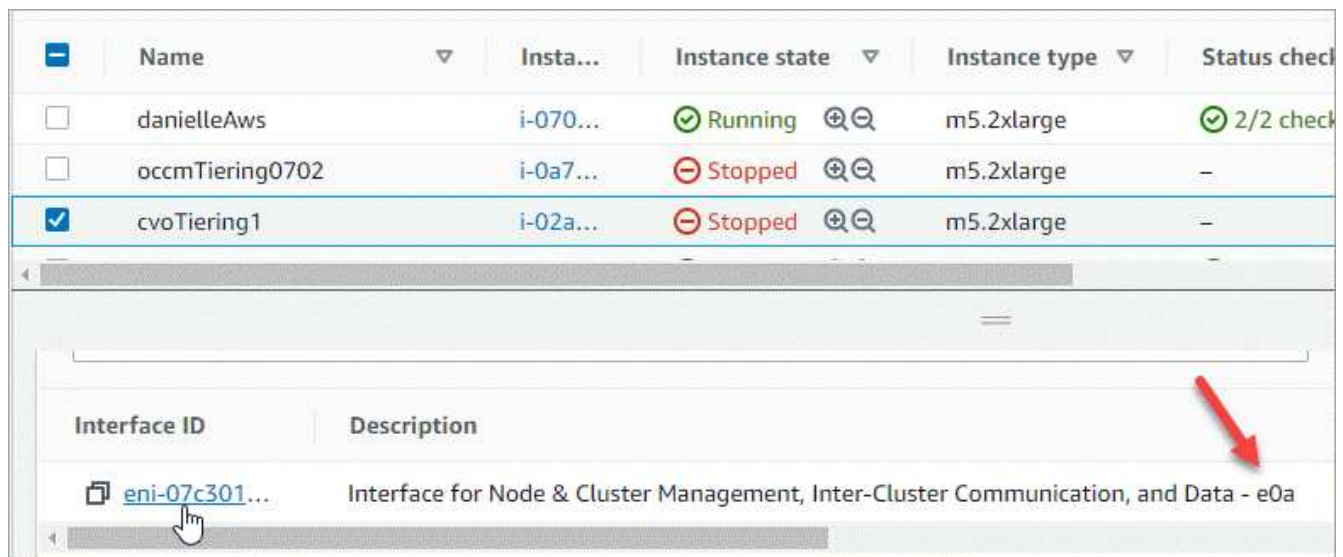 Name Insta... Instance state Instance type Status check
danielleAws i-070... Running m5.2xlarge 2/2 check
occmTiering0702 i-0a7... Stopped m5.2xlarge –
cvoTiering1 i-02a... Stopped m5.2xlarge –
Interface ID Description
eni-07c301... Interface for Node & Cluster Management, Inter-Cluster Communication, and Data - e0a